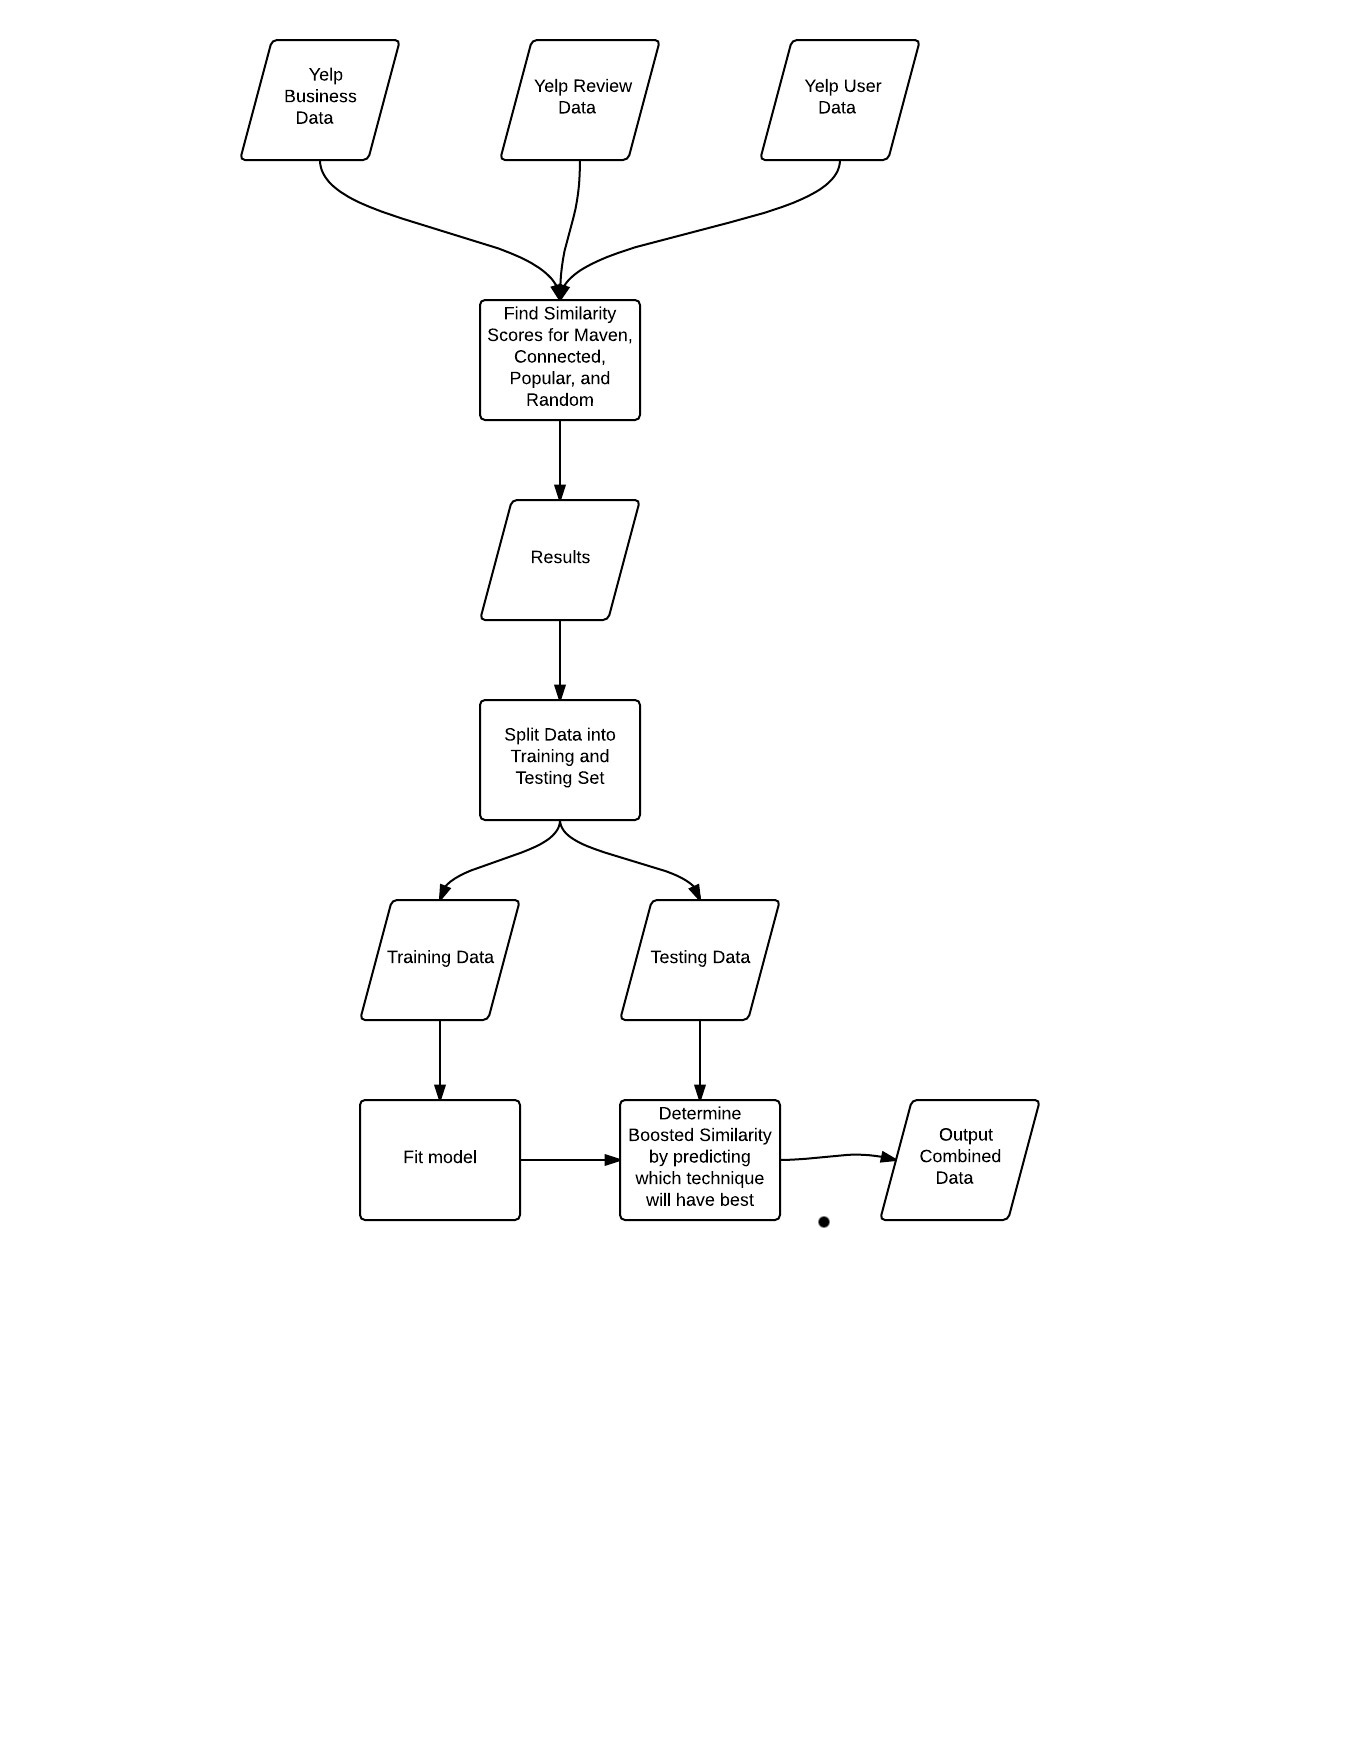 Yelp
Business
Data
Yelp Review
Data
Yelp User
Data
Find Similarity
Scores for Maven,
Connected,
Popular, and
Random
Results
Split Data into
Training and
Testing Set
Training Data
Testing Data
Fit model
Determine
Boosted Similarity
by predicting
which technique
will have best
Output
Combined
Data